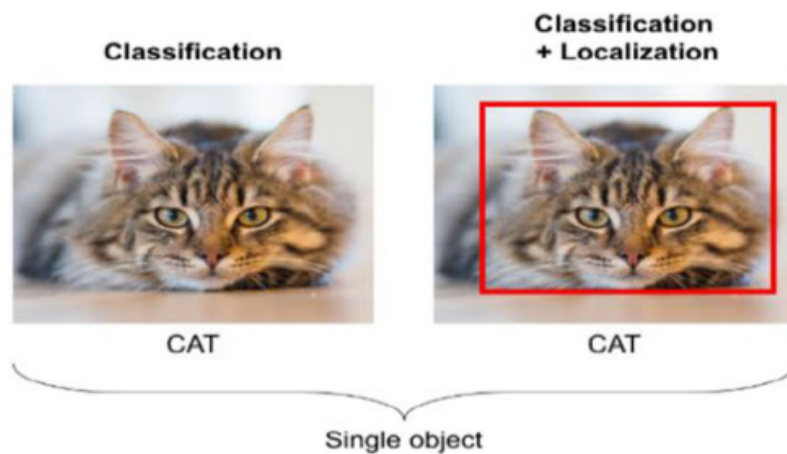 Classification
Classification
+ Localization
CAT
CAT
Single object